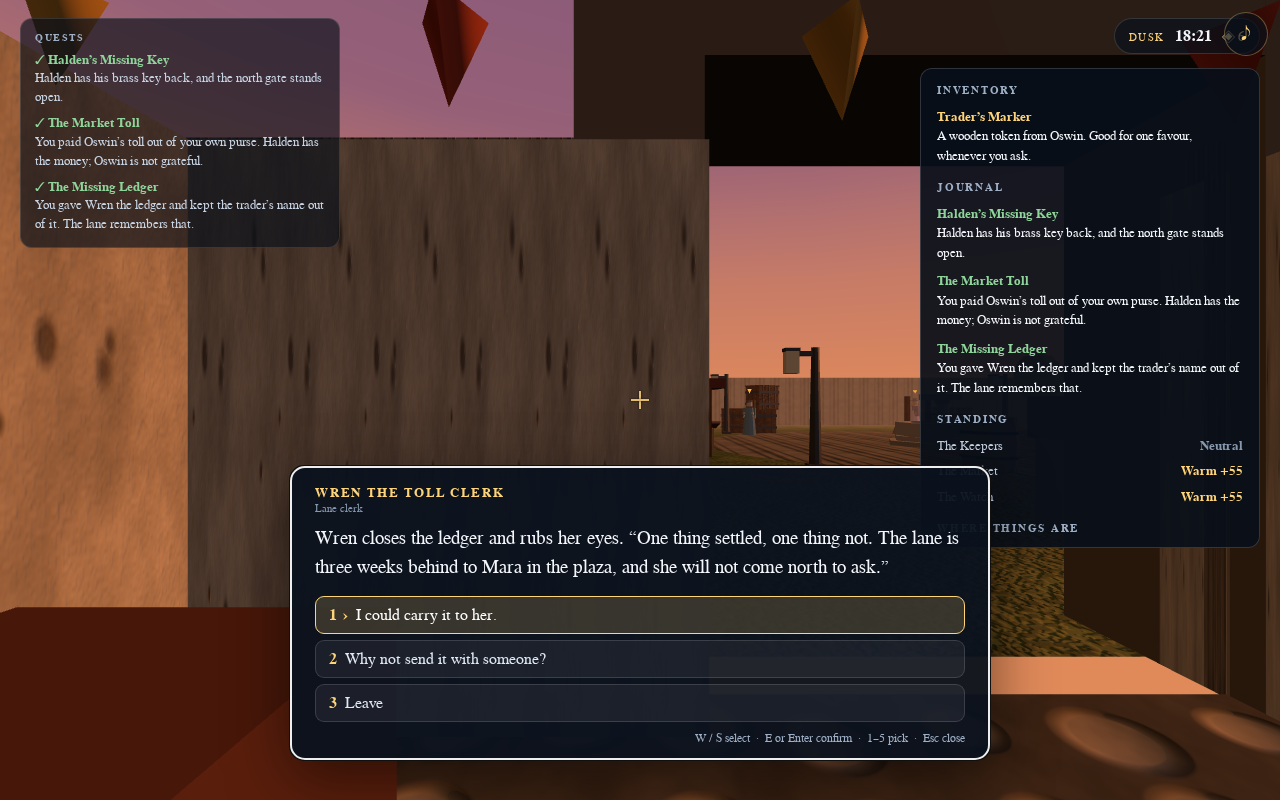 QUESTS
✓ Halden's Missing Key
Halden has his brass key back, and the north gate stands
open.
✓ The Market Toll
You paid Oswin's toll out of your own purse. Halden has
the money; Oswin is not grateful.
✓ The Missing Ledger
You gave Wren the ledger and kept the trader's name out
of it. The lane remembers that.
DUSK 18:21
INVENTORY
Trader's Marker
A wooden token from Oswin. Good for one favour,
whenever you ask.
JOURNAL
Halden's Missing Key
Halden has his brass key back, and the north gate stands
open.
The Market Toll
You paid Oswin's toll out of your own purse. Halden has the
money; Oswin is not grateful.
The Missing Ledger
You gave Wren the ledger and kept the trader's name out of
it. The lane remembers that.
STANDING
The Keepers Neutral
The Market Warm +55
The Watch Warm +55
WHERE THINGS ARE
WREN THE TOLL CLERK
Lane clerk
Wren closes the ledger and rubs her eyes. “One thing settled, one thing not. The lane is
three weeks behind to Mara in the plaza, and she will not come north to ask.”
1 › I could carry it to her.
2 Why not send it with someone?
3 Leave
W / S select · E or Enter confirm · 1–5 pick · Esc close